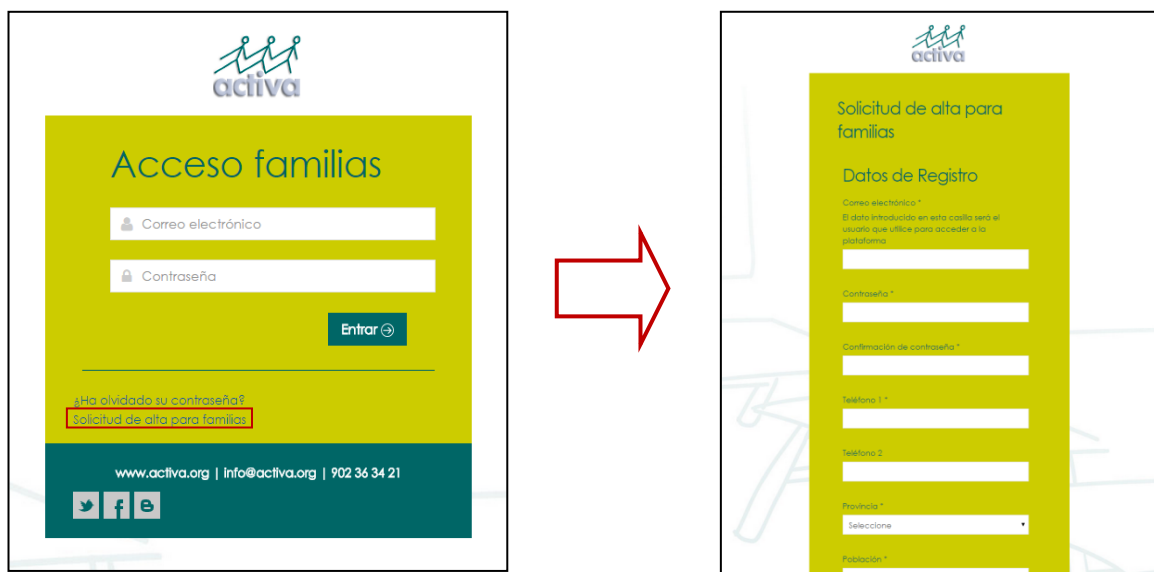 activa
Acceso familias
Correo electrónico
Contraseña
Entrar
¿Ha olvidado su contraseña?
Solicitud de alta para familias
www.activa.org | info@activa.org | 902 36 34 21
activa
Solicitud de alta para
familias
Datos de Registro
Correo electrónico *
El dato introducido en esta casilla será el
usuario que utilice para acceder a la
plataforma
Contraseña *
Confirmación de contraseña *
Teléfono 1 *
Teléfono 2
Provincia *
Seleccione
Población *